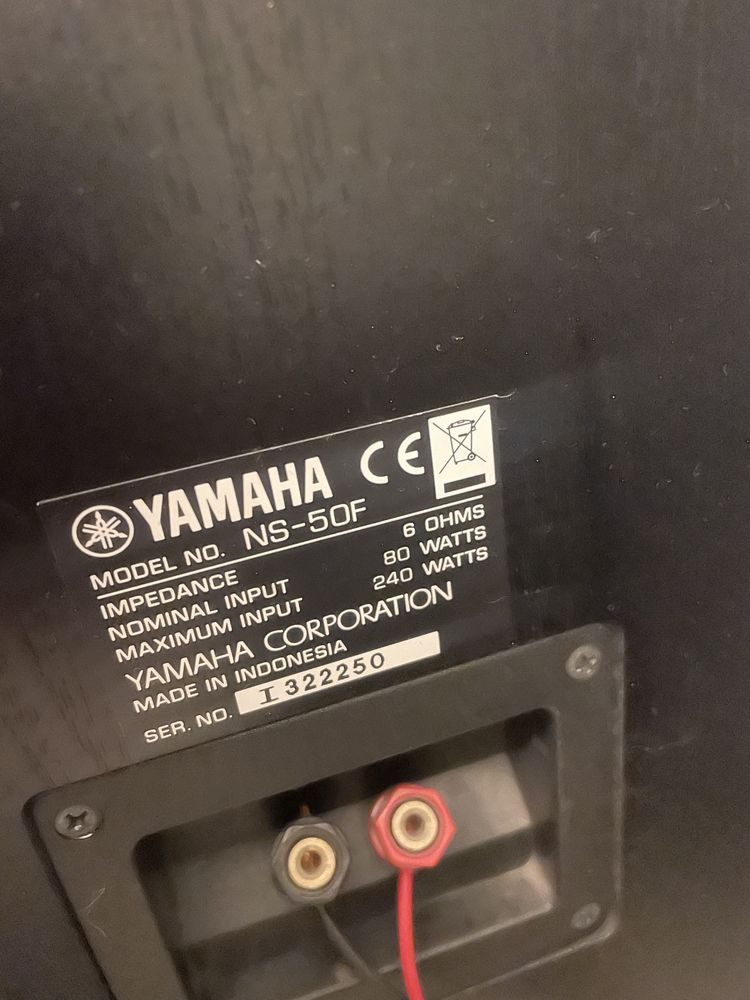 YAMAHA CE
MODEL NO. NS-50F
IMPEDANCE 6 OHMS
NOMINAL INPUT 80 WATTS
MAXIMUM INPUT 240 WATTS
YAMAHA CORPORATION
MADE IN INDONESIA
SER. NO. I 322250